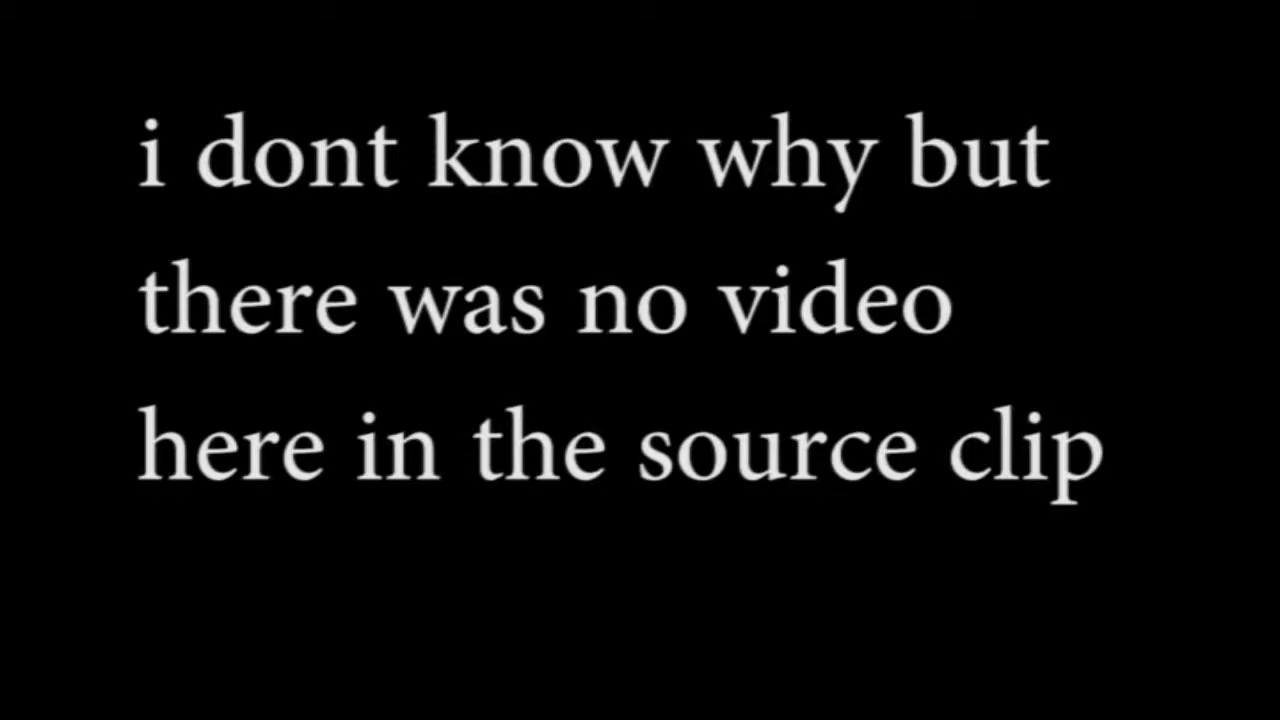 i dont know why but
there was no video
here in the source clip